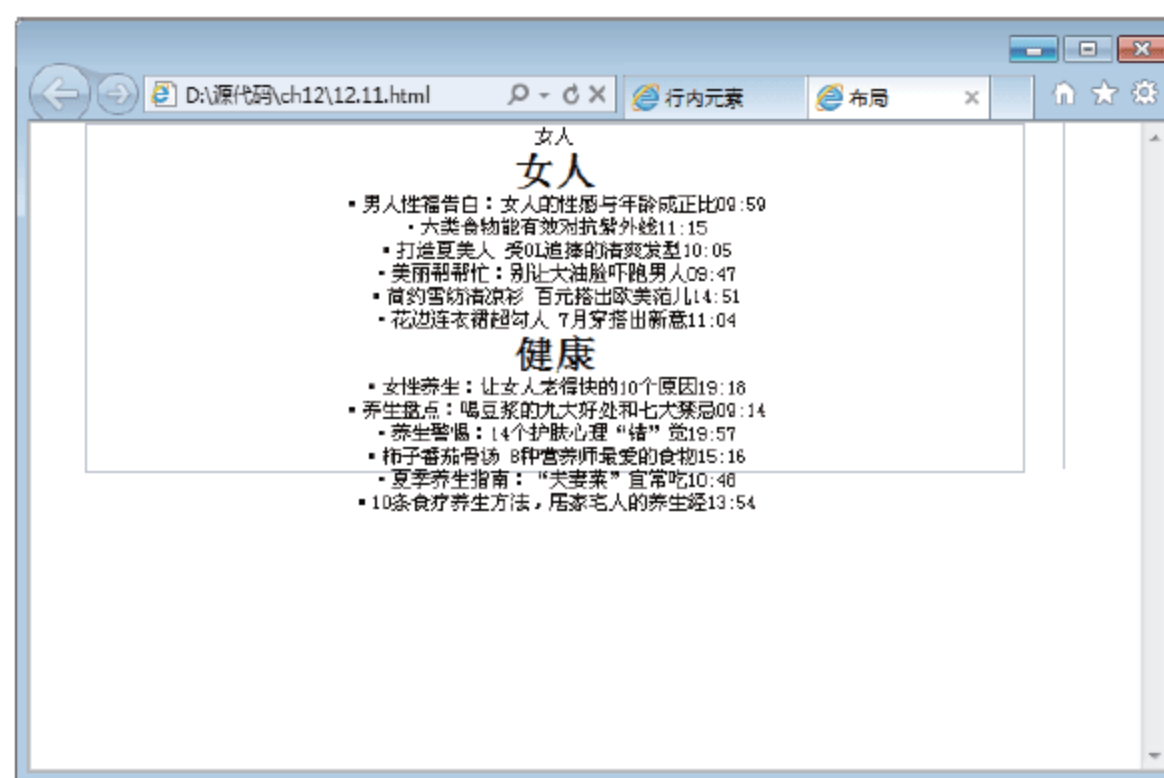 D:\源代码\ch12\12.11.html
行内元素
布局
女人
女人
▪ 男人性福告白：女人的性感与年龄成正比09:59
▪ 六类食物能有效对抗紫外线11:15
▪ 打造夏美人 受OL追捧的清爽发型10:05
▪ 美丽帮帮忙：别让大油脸吓跑男人09:47
▪ 简约雪纺清凉衫 百元搭出欧美范儿14:51
▪ 花边连衣裙超勾人 7月穿搭出新意11:04
健康
▪ 女性养生：让女人老得快的10个原因19:18
▪ 养生盘点：喝豆浆的九大好处和七大禁忌09:14
▪ 养生警惕：14个护肤心理“错”觉19:57
▪ 柿子番茄骨汤 8种营养师最爱的食物15:16
▪ 夏季养生指南：“夫妻菜”宜常吃10:48
▪ 10条食疗养生方法，居家宅人的养生经13:54